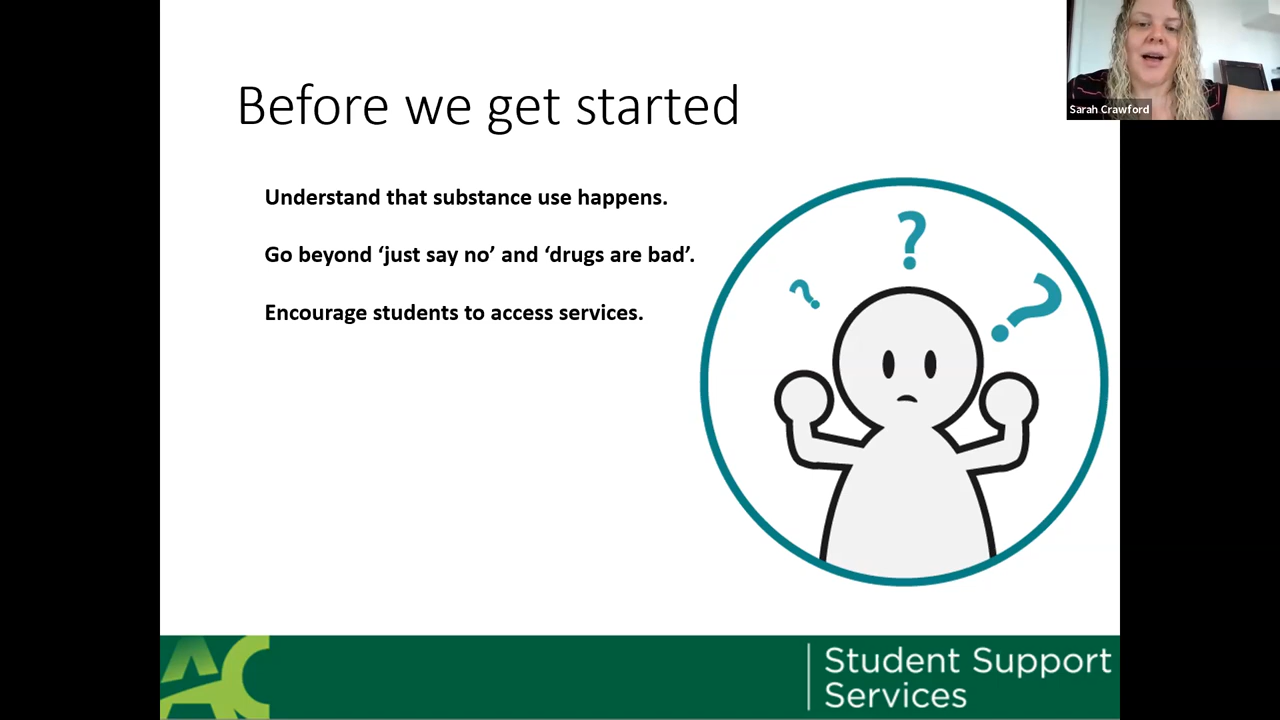 Before we get started
Sarah Crawford
Understand that substance use happens.
Go beyond ‘just say no’ and ‘drugs are bad’.
Encourage students to access services.
?
?
?
AC
Student Support
Services